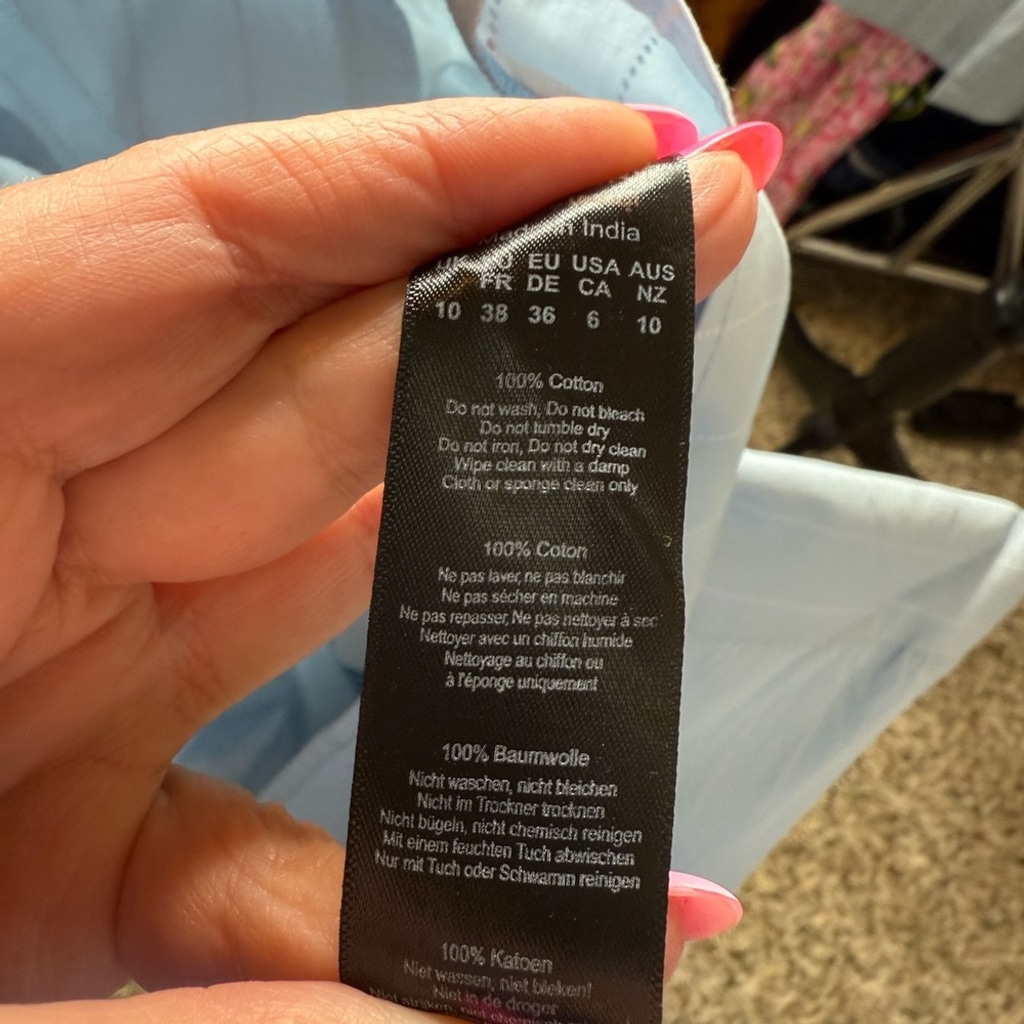 India
EU USA AUS
FR DE CA NZ
10 38 36 6 10
100% Cotton
Do not wash, Do not bleach
Do not tumble dry
Do not iron, Do not dry clean
Wipe clean with a damp
Cloth or sponge clean only
100% Coton
Ne pas laver, ne pas blanchir
Ne pas sécher en machine
Ne pas repasser, Ne pas nettoyer à sec
Nettoyer avec un chiffon humide
Nettoyage au chiffon ou
à l'éponge uniquement
100% Baumwolle
Nicht waschen, nicht bleichen
Nicht im Trockner trocknen
Nicht bügeln, nicht chemisch reinigen
Mit einem feuchten Tuch abwischen
Nur mit Tuch oder Schwamm reinigen
100% Katoen
Niet wassen, niet bleken!
Niet in de droger
Niet strijken, niet